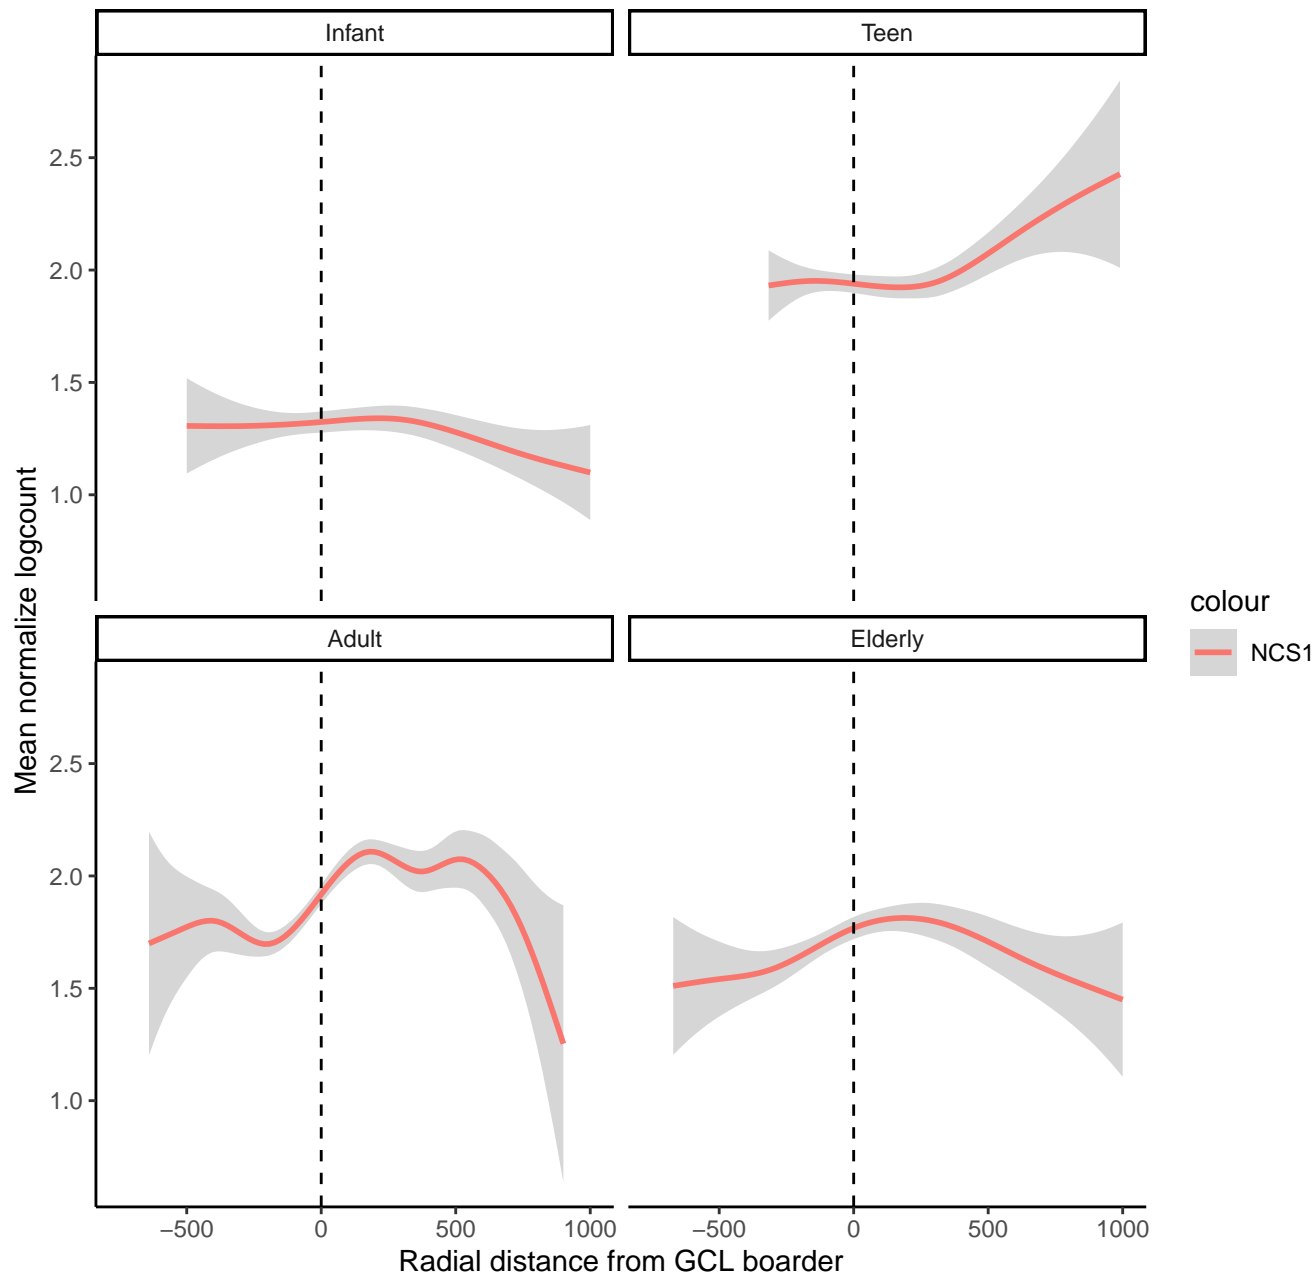 Infant
Teen
2.5
2.0
1.5
1.0
Adult
Elderly
2.5
2.0
1.5
1.0
−500
0
500
1000
−500
0
500
1000
Radial distance from GCL boarder
Mean normalize logcount
colour
NCS1